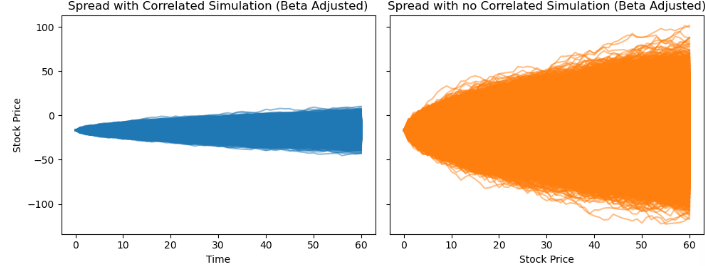 Spread with Correlated Simulation (Beta Adjusted)
Spread with no Correlated Simulation (Beta Adjusted)
100
50
0
−50
−100
Stock Price
0 10 20 30 40 50 60
0 10 20 30 40 50 60
Time
Stock Price